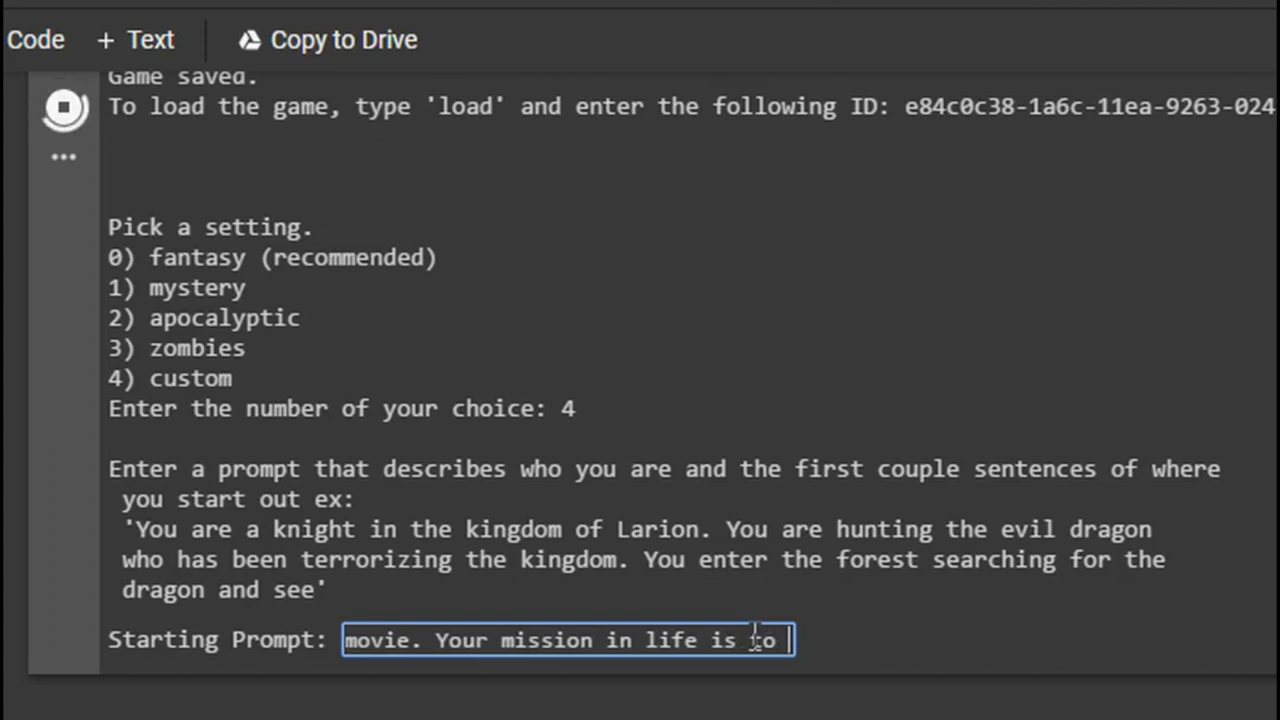 Code + Text Copy to Drive
Game saved.
To load the game, type 'load' and enter the following ID: e84c0c38-1a6c-11ea-9263-024
Pick a setting.
0) fantasy (recommended)
1) mystery
2) apocalyptic
3) zombies
4) custom
Enter the number of your choice: 4
Enter a prompt that describes who you are and the first couple sentences of where
you start out ex:
'You are a knight in the kingdom of Larion. You are hunting the evil dragon
who has been terrorizing the kingdom. You enter the forest searching for the
dragon and see'
Starting Prompt: movie. Your mission in life is to